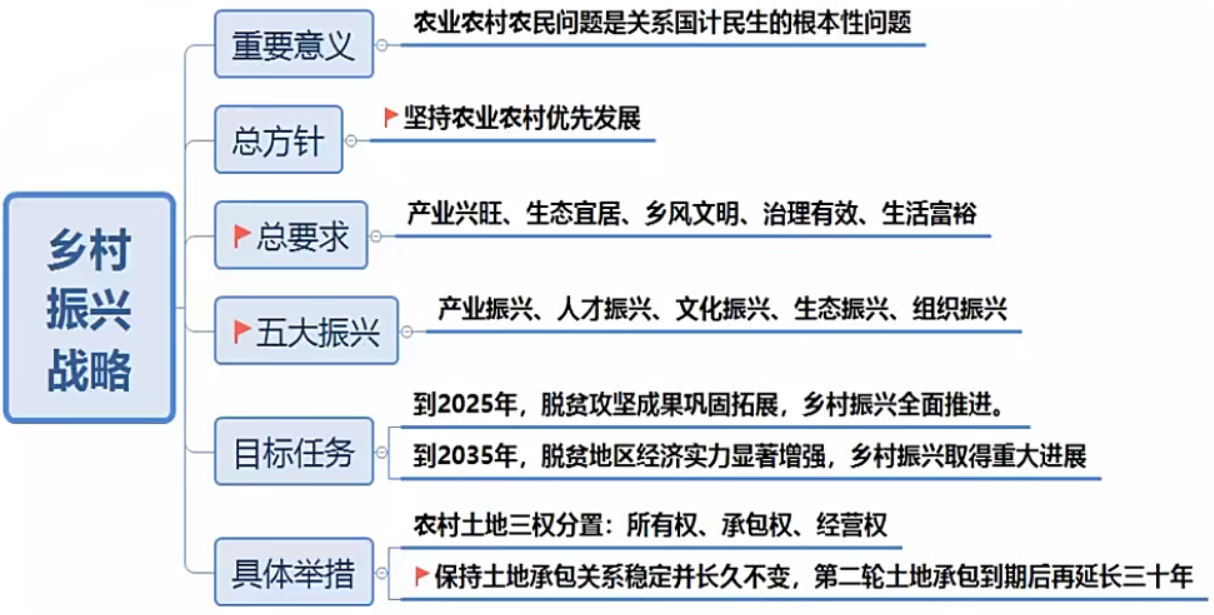 乡村
振兴
战略
重要意义
农业农村农民问题是关系国计民生的根本性问题
总方针
坚持农业农村优先发展
总要求
产业兴旺、生态宜居、乡风文明、治理有效、生活富裕
五大振兴
产业振兴、人才振兴、文化振兴、生态振兴、组织振兴
目标任务
到2025年，脱贫攻坚成果巩固拓展，乡村振兴全面推进。
到2035年，脱贫地区经济实力显著增强，乡村振兴取得重大进展
具体举措
农村土地三权分置：所有权、承包权、经营权
保持土地承包关系稳定并长久不变，第二轮土地承包到期后再延长三十年